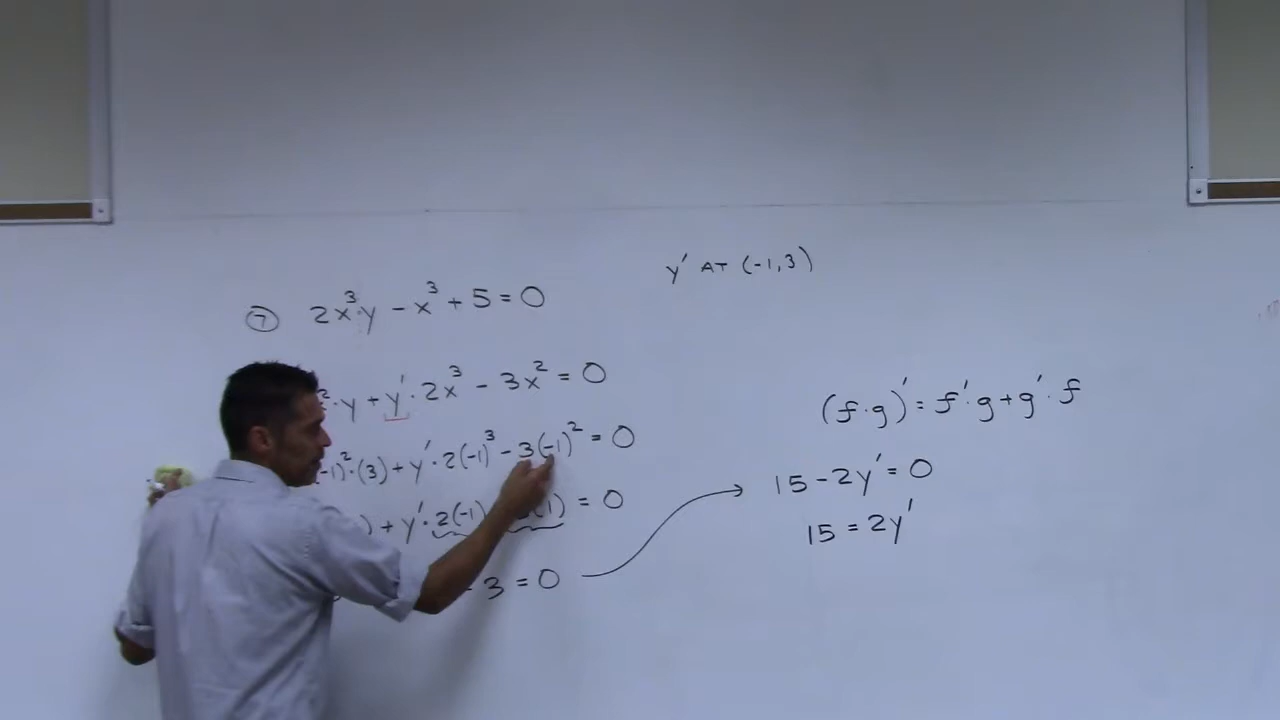 y' AT (-1,3)
⑦ 2x³·y - x³ + 5 = 0
²·y + y'·2x³ - 3x² = 0
(f·g)' = f'·g + g'·f
-1)²·(3) + y'·2(-1)³ - 3(-1)² = 0
15 - 2y' = 0
) + y'·2(-1) 1) = 0
15 = 2y'
- 3 = 0